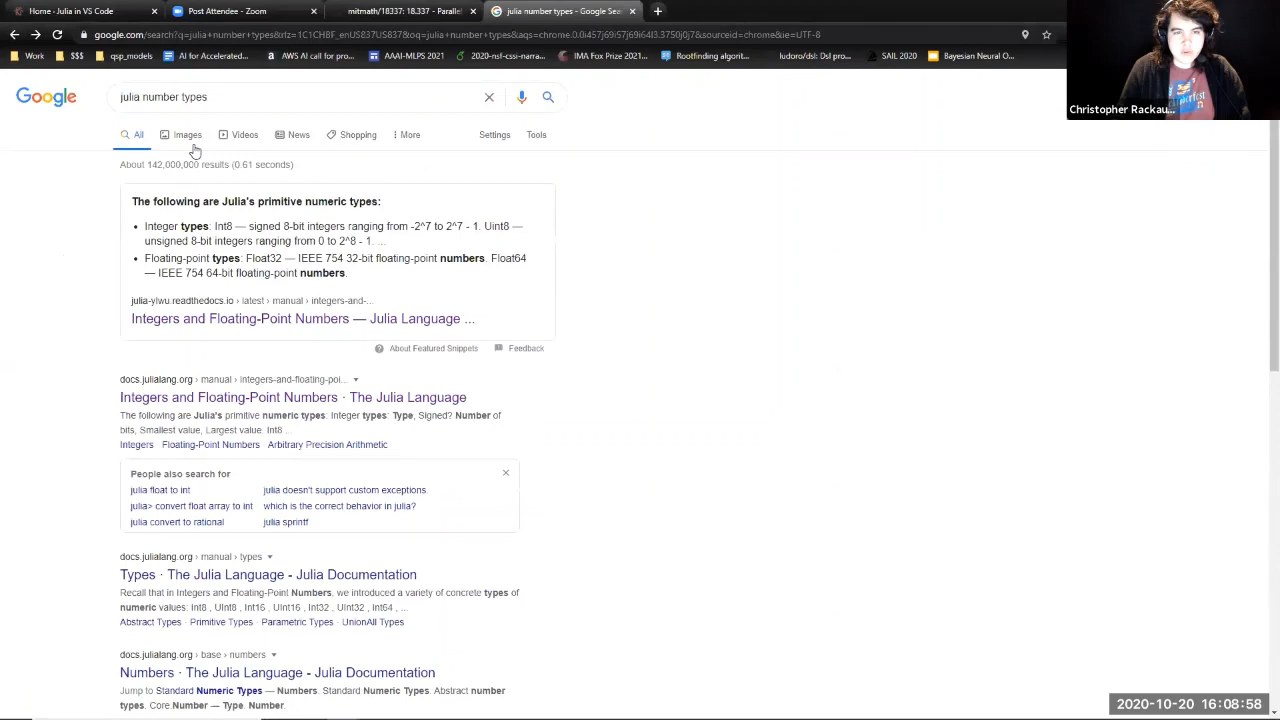 Home · Julia in VS Code
Post Attendee - Zoom
mitmath/18337: 18.337 - Parallel
julia number types - Google Sea
google.com/search?q=julia+number+types&rlz=1C1CHBF_enUS837US837&oq=julia+number+types&aqs=chrome.0.0i457j69i57j69i64l3.3750j0j7&sourceid=chrome&ie=UTF-8
Work
$$$
qsp_models
AI for Accelerated...
AWS AI call for pro...
AAAI-MLPS 2021
2020-nsf-cssi-narra...
IMA Fox Prize 2021...
Rootfinding algorit...
ludoro/dsl: Dsl pro...
SAIL 2020
Bayesian Neural O...
Christopher Rackau...
Google
julia number types
All
Images
Videos
News
Shopping
More
Settings
Tools
About 142,000,000 results (0.61 seconds)
The following are Julia's primitive numeric types:
• Integer types: Int8 — signed 8-bit integers ranging from -2^7 to 2^7 - 1. Uint8 —
unsigned 8-bit integers ranging from 0 to 2^8 - 1. ...
• Floating-point types: Float32 — IEEE 754 32-bit floating-point numbers. Float64
— IEEE 754 64-bit floating-point numbers.
julia-ylwu.readthedocs.io › latest › manual › integers-and-...
Integers and Floating-Point Numbers — Julia Language ...
About Featured Snippets
Feedback
docs.julialang.org › manual › integers-and-floating-poi...
Integers and Floating-Point Numbers · The Julia Language
The following are Julia's primitive numeric types: Integer types: Type, Signed? Number of
bits, Smallest value, Largest value: Int8 ...
Integers · Floating-Point Numbers · Arbitrary Precision Arithmetic
People also search for
julia float to int
julia doesn't support custom exceptions.
julia> convert float array to int
which is the correct behavior in julia?
julia convert to rational
julia sprintf
docs.julialang.org › manual › types
Types · The Julia Language - Julia Documentation
Recall that in Integers and Floating-Point Numbers, we introduced a variety of concrete types of
numeric values: Int8 , UInt8 , Int16 , UInt16 , Int32 , UInt32 , Int64 , ...
Abstract Types · Primitive Types · Parametric Types · UnionAll Types
docs.julialang.org › base › numbers
Numbers · The Julia Language - Julia Documentation
Jump to Standard Numeric Types — Numbers. Standard Numeric Types. Abstract number
types. Core.Number — Type. Number.
2020-10-20 16:08:58